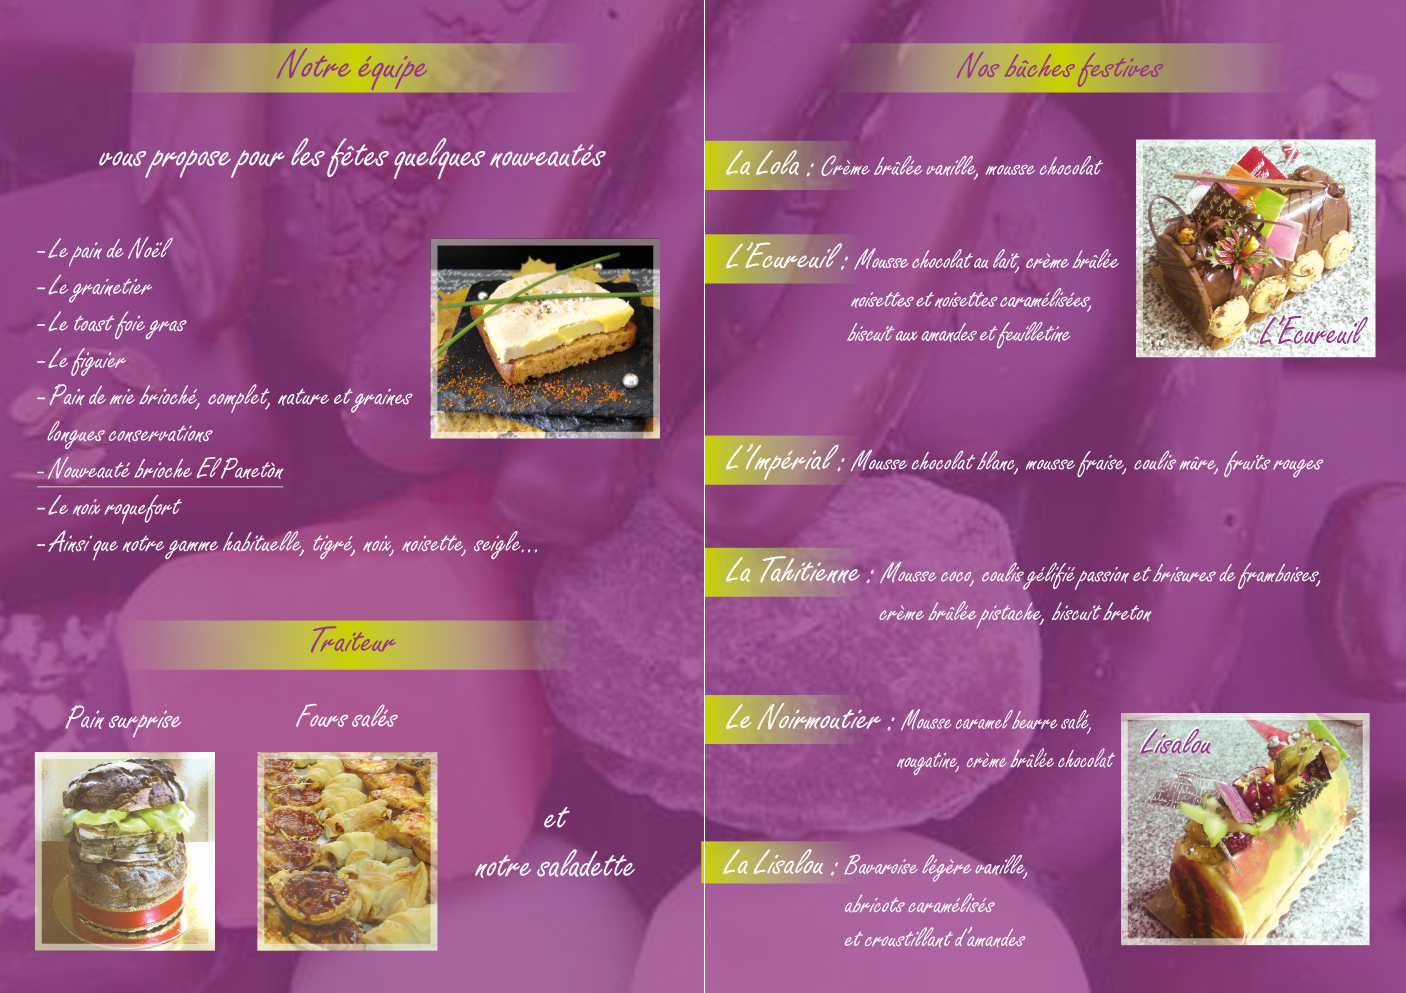 Notre équipe
vous propose pour les fêtes quelques nouveautés
- Le pain de Noël
- Le grainetier
- Le toast foie gras
- Le figuier
- Pain de mie brioché, complet, nature et graines
longues conservations
- Nouveauté brioche El Panetòn
- Le noix roquefort
- Ainsi que notre gamme habituelle, tigré, noix, noisette, seigle...
Traiteur
Pain surprise
Fours salés
et
notre saladette
Nos bûches festives
La Lola : Crème brûlée vanille, mousse chocolat
L'Ecureuil : Mousse chocolat au lait, crème brûlée
noisettes et noisettes caramélisées,
biscuit aux amandes et feuilletine
L'Ecureuil
L'Impérial : Mousse chocolat blanc, mousse fraise, coulis mûre, fruits rouges
La Tahitienne : Mousse coco, coulis gélifié passion et brisures de framboises,
crème brûlée pistache, biscuit breton
Le Noirmoutier : Mousse caramel beurre salé,
nougatine, crème brûlée chocolat
Lisalou
La Lisalou : Bavaroise légère vanille,
abricots caramélisés
et croustillant d'amandes